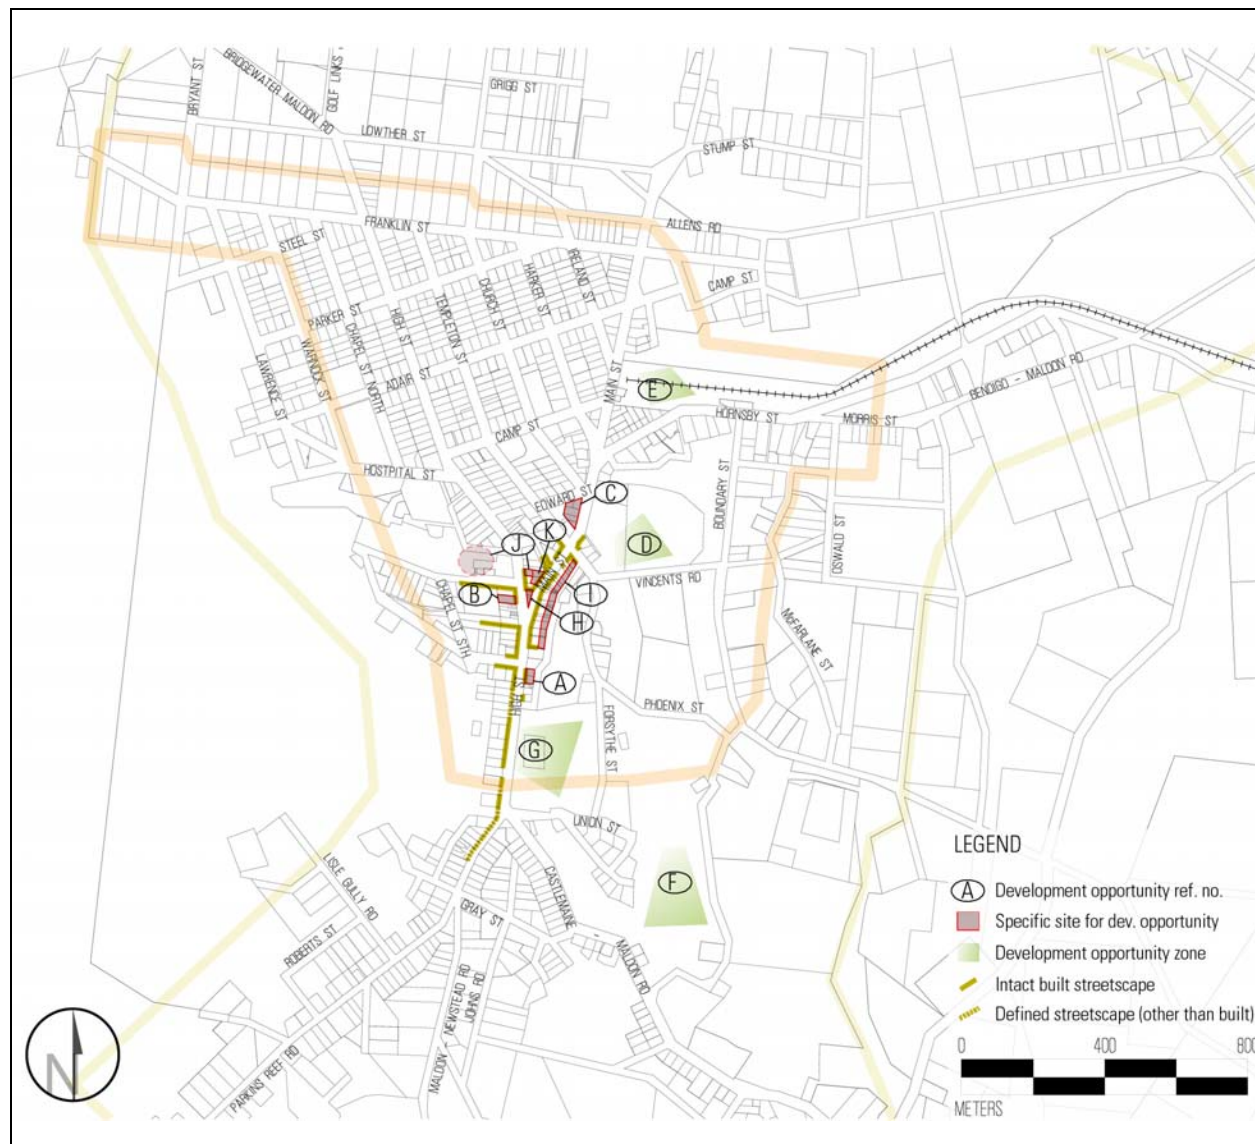 BRYANT ST
BRIDGEWATER MALDON RD
GOLF LINKS
GRIGG ST
LOWTHER ST
STUMP ST
FRANKLIN ST
ALLENS RD
STEEL ST
IRELAND ST
CAMP ST
HARKER ST
CHURCH ST
TEMPLETON ST
PARKER ST
HIGH ST
CHAPEL ST NORTH
WARNOCK ST
LAWRENCE ST
ADAIR ST
MAIN ST
E
BENDIGO - MALDON RD
HORNSBY ST
MORRIS ST
CAMP ST
HOSTPITAL ST
EDWARD ST
C
BOUNDARY ST
K
J
D
OSWALD ST
MAIN ST
VINCENTS RD
B
I
CHAPEL ST STH
H
McFARLANE ST
A
HIGH ST
PHOENIX ST
FORSYTHE ST
G
UNION ST
LISLE GULLY RD
CASTLEMAINE
F
GRAY ST
ROBERTS ST
MALDON RD
MALDON - NEWSTEAD RD
JOHNS RD
PARKINS REEF RD
N
LEGEND
A Development opportunity ref. no.
Specific site for dev. opportunity
Development opportunity zone
Intact built streetscape
Defined streetscape (other than built)
0 400 800
METERS